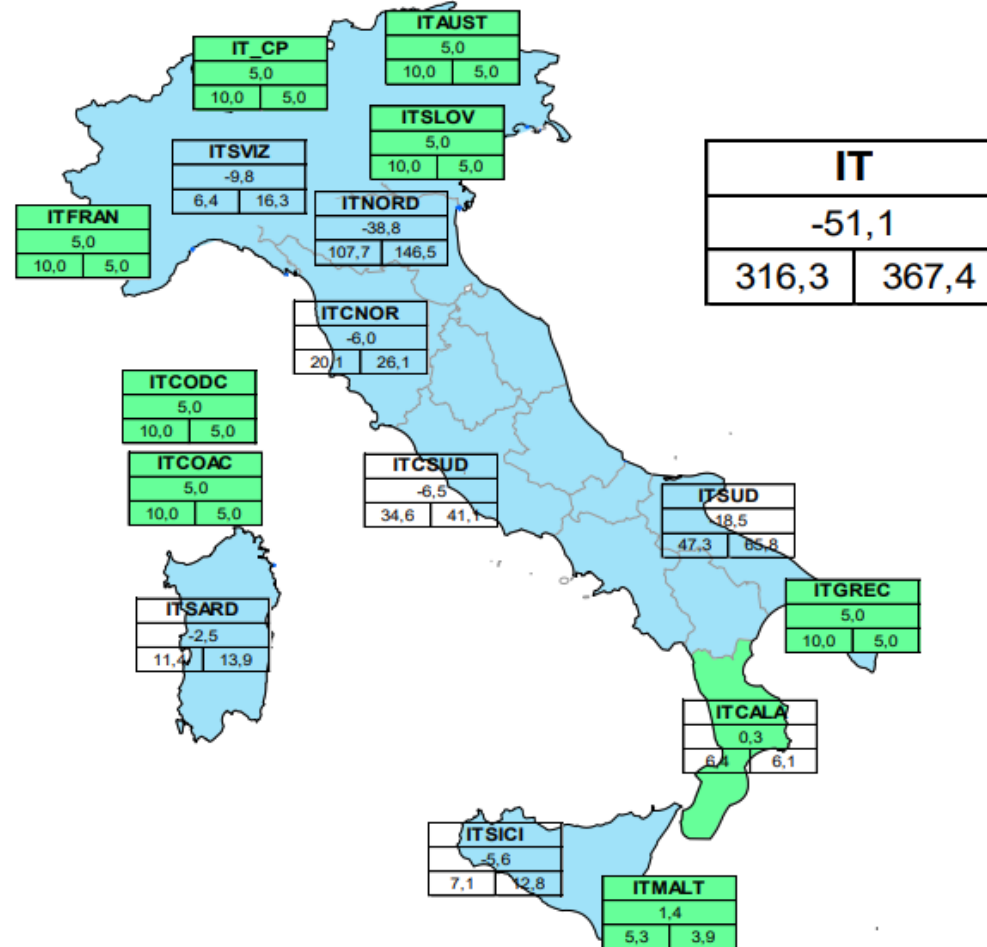 ITAUST
5,0
10,0 5,0
IT_CP
5,0
10,0 5,0
ITSLOV
5,0
10,0 5,0
ITSVIZ
-9,8
6,4 16,3
IT
-51,1
316,3 367,4
ITNORD
-38,8
107,7 146,5
ITFRAN
5,0
10,0 5,0
ITCNOR
-6,0
20,1 26,1
ITCODC
5,0
10,0 5,0
ITCOAC
5,0
10,0 5,0
ITCSUD
-6,5
34,6 41,1
ITSUD
-18,5
47,3 65,8
ITGREC
5,0
10,0 5,0
ITSARD
-2,5
11,4 13,9
ITCALA
0,3
6,4 6,1
ITSICI
-5,6
7,1 12,8
ITMALT
1,4
5,3 3,9